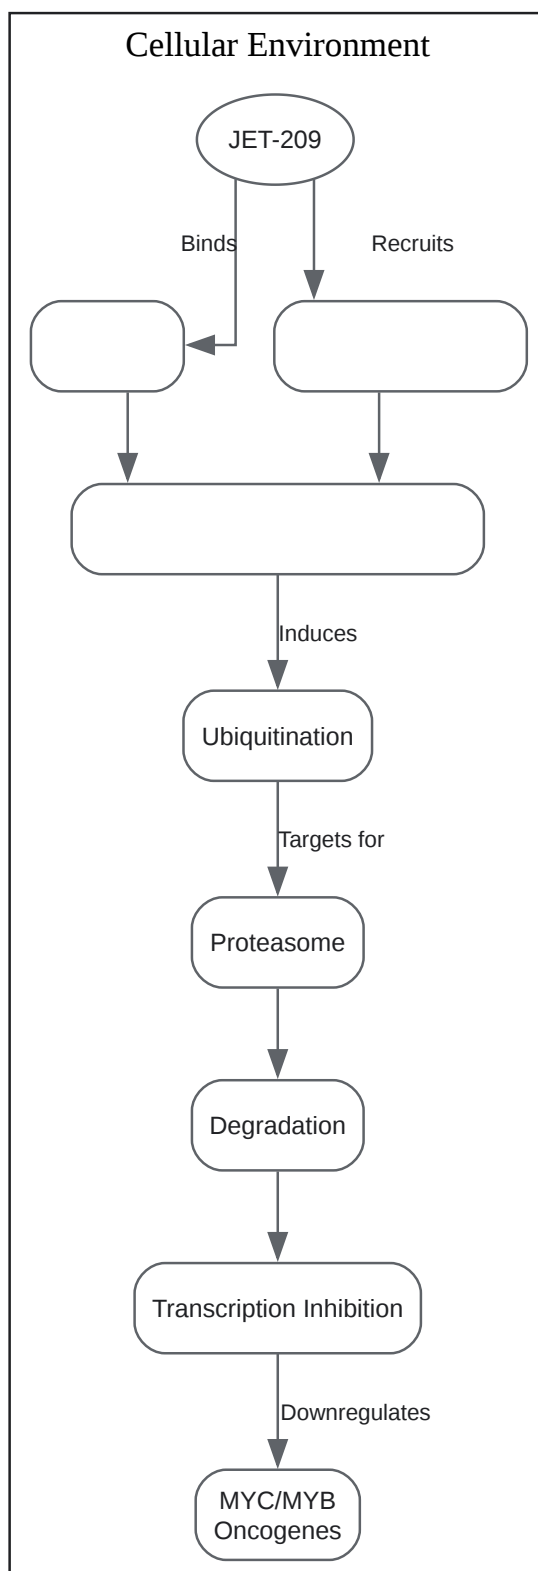 Cellular Environment
JET-209
Binds
Recruits
Induces
Ubiquitination
Targets for
Proteasome
Degradation
Transcription Inhibition
Downregulates
MYC/MYB
Oncogenes